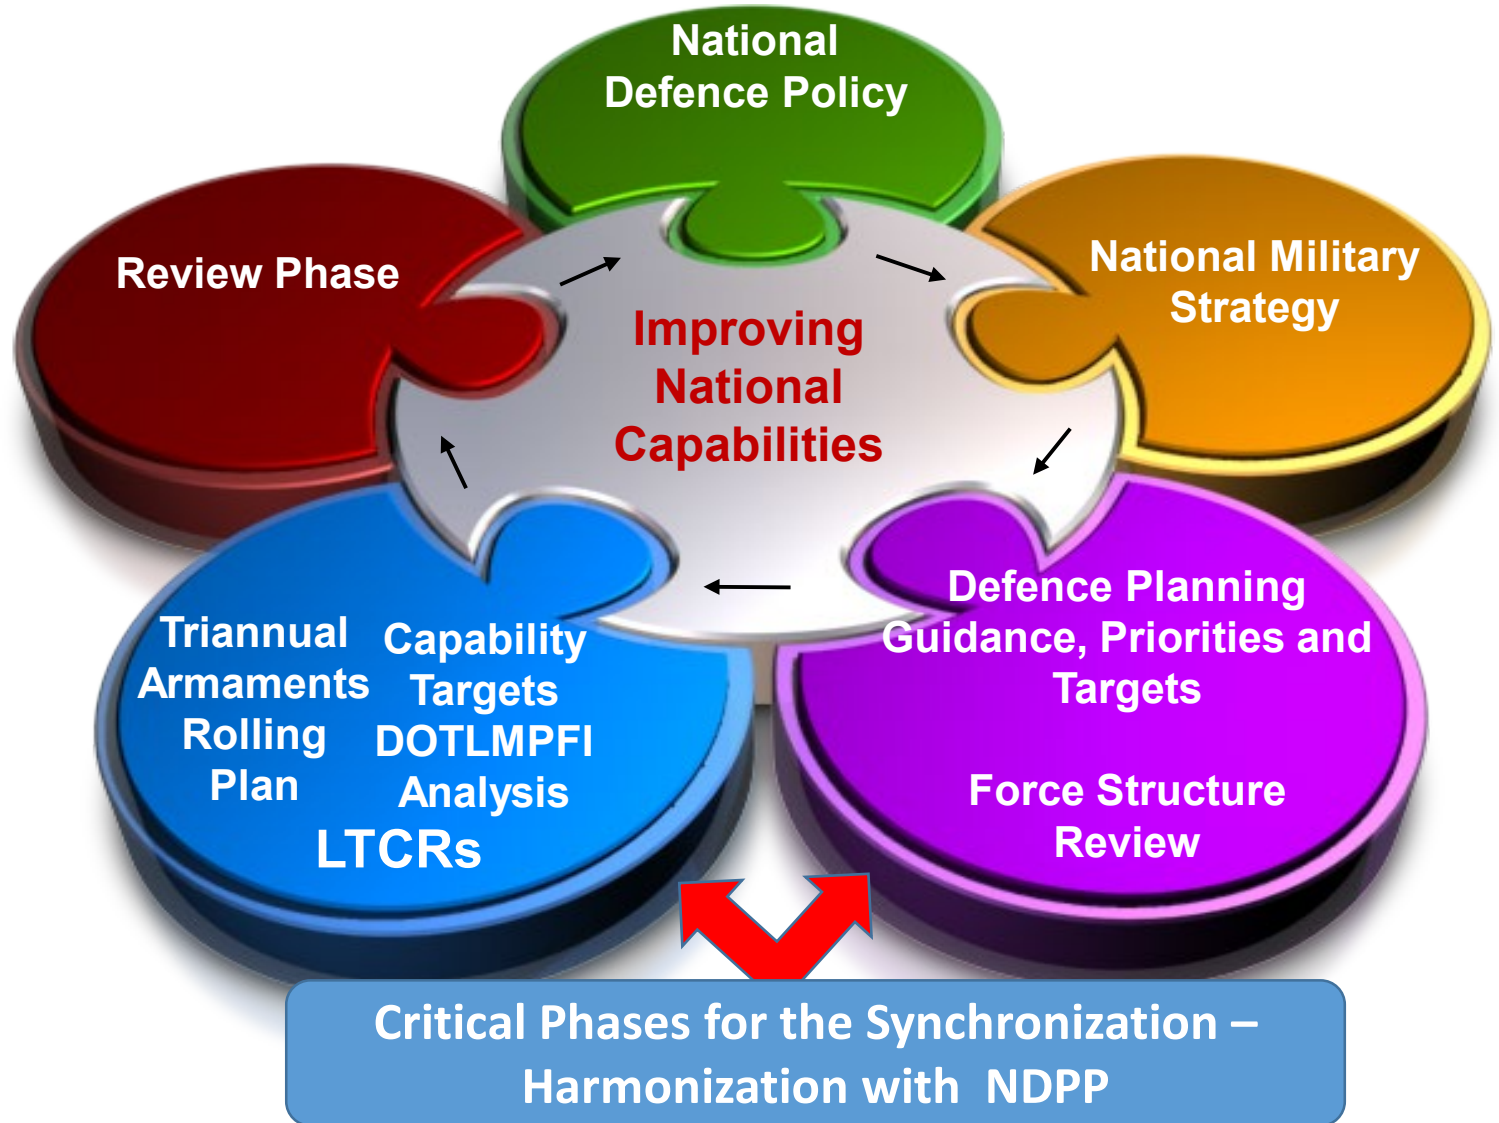 National
Defence Policy
Review Phase
National Military
Strategy
Improving
National
Capabilities
Triannual
Armaments
Rolling
Plan
Capability
Targets
DOTLMPFI
Analysis
LTCRs
Defence Planning
Guidance, Priorities and
Targets
Force Structure
Review
Critical Phases for the Synchronization –
Harmonization with  NDPP